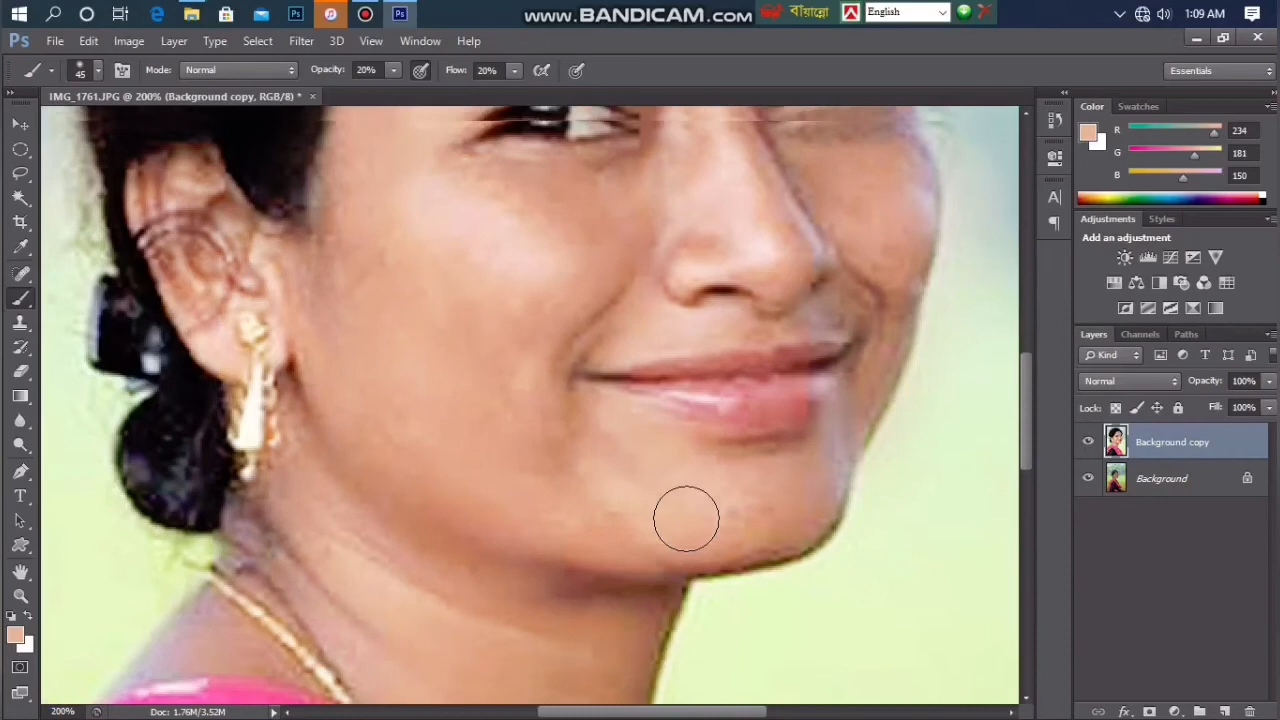 www.BANDICAM.com
বাঁয়ান্নো
English
1:09 AM
Ps File Edit Image Layer Type Select Filter 3D View Window Help
45 Mode: Normal Opacity: 20% Flow: 20% Essentials
IMG_1761.JPG @ 200% (Background copy, RGB/8) * ×
Color Swatches
R 234
G 181
B 150
Adjustments Styles
Add an adjustment
Layers Channels Paths
Kind
Normal Opacity: 100%
Lock: Fill: 100%
Background copy
Background
200% Doc: 1.76M/3.52M